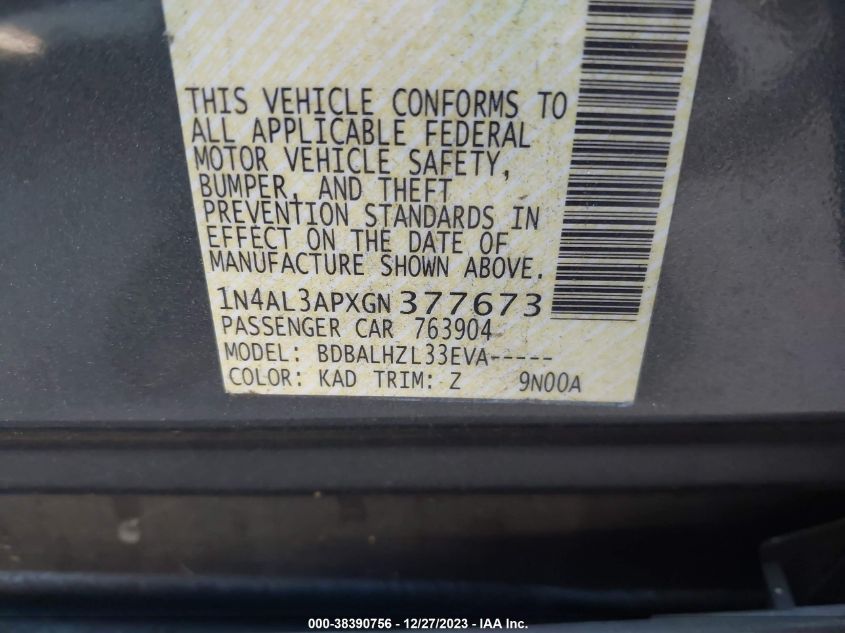 THIS VEHICLE CONFORMS TO
ALL APPLICABLE FEDERAL
MOTOR VEHICLE SAFETY,
BUMPER, AND THEFT
PREVENTION STANDARDS IN
EFFECT ON THE DATE OF
MANUFACTURE SHOWN ABOVE.
1N4AL3APXGN377673
PASSENGER CAR 763904
MODEL: BDBALHZL33EVA-----
COLOR: KAD TRIM: Z 9N00A
000-38390756 - 12/27/2023 - IAA Inc.